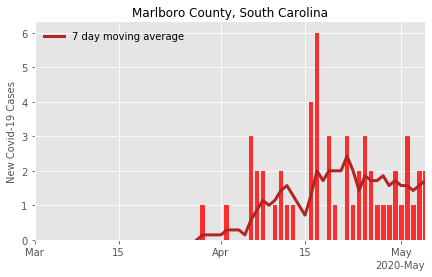 Marlboro County, South Carolina
7 day moving average
New Covid-19 Cases
6
5
4
3
2
1
0
Mar
15
Apr
15
May
2020-May